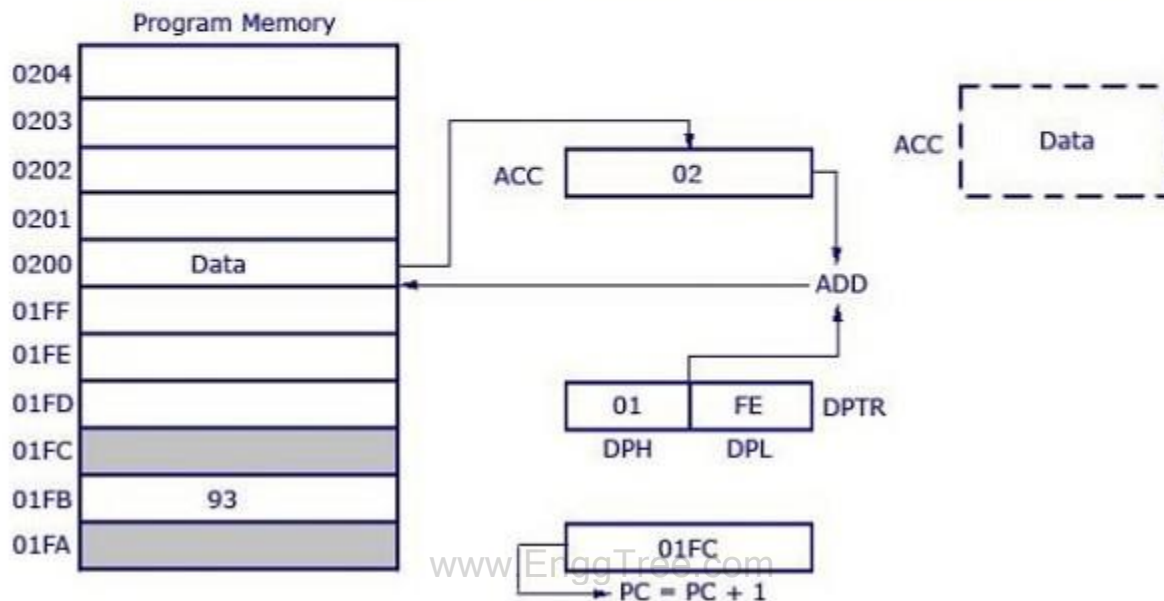 Program Memory
0204
0203
0202
0201
0200 Data
01FF
01FE
01FD
01FC
01FB 93
01FA
ACC 02
ACC Data
ADD
01 FE DPTR
DPH DPL
01FC
www.EnggTree.com
PC = PC + 1